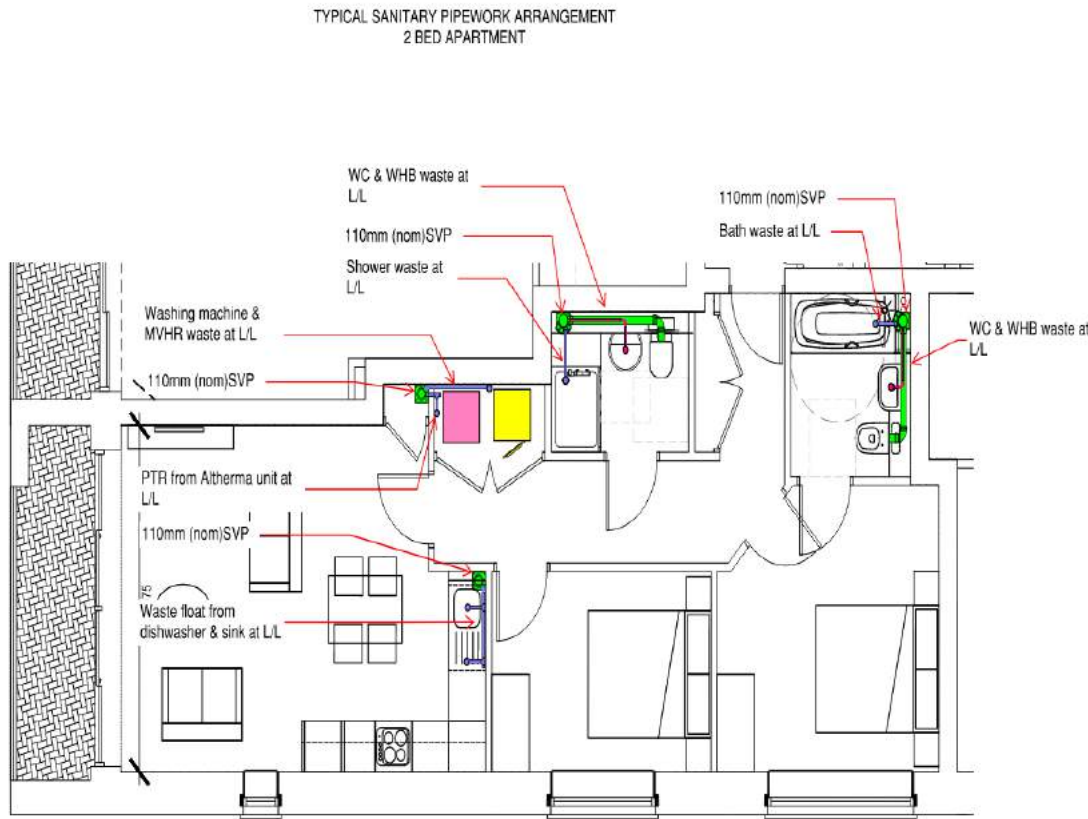 TYPICAL SANITARY PIPEWORK ARRANGEMENT
2 BED APARTMENT
WC & WHB waste at
L/L
110mm (nom)SVP
Shower waste at
L/L
110mm (nom)SVP
Bath waste at L/L
WC & WHB waste at
L/L
Washing machine &
MVHR waste at L/L
110mm (nom)SVP
PTR from Altherma unit at
L/L
110mm (nom)SVP
75
Waste float from
dishwasher & sink at L/L